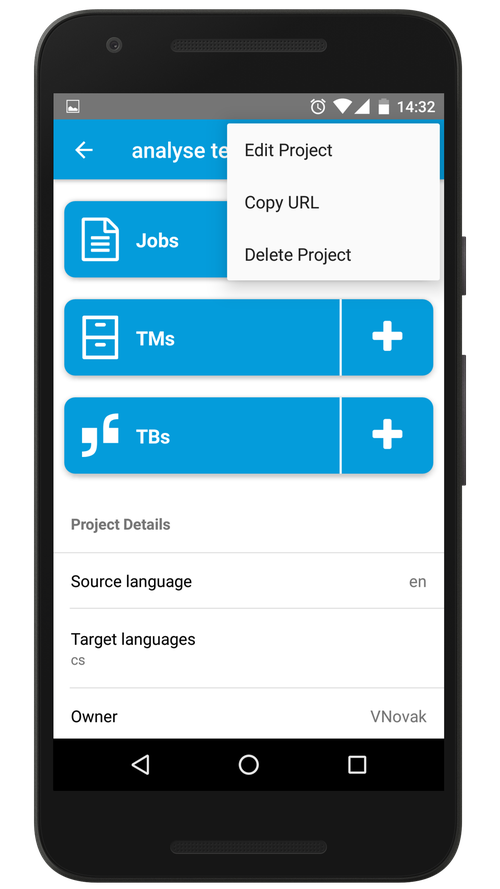 14:32
analyse te
Edit Project
Copy URL
Delete Project
Jobs
TMs
TBs
Project Details
Source language en
Target languages
cs
Owner VNovak